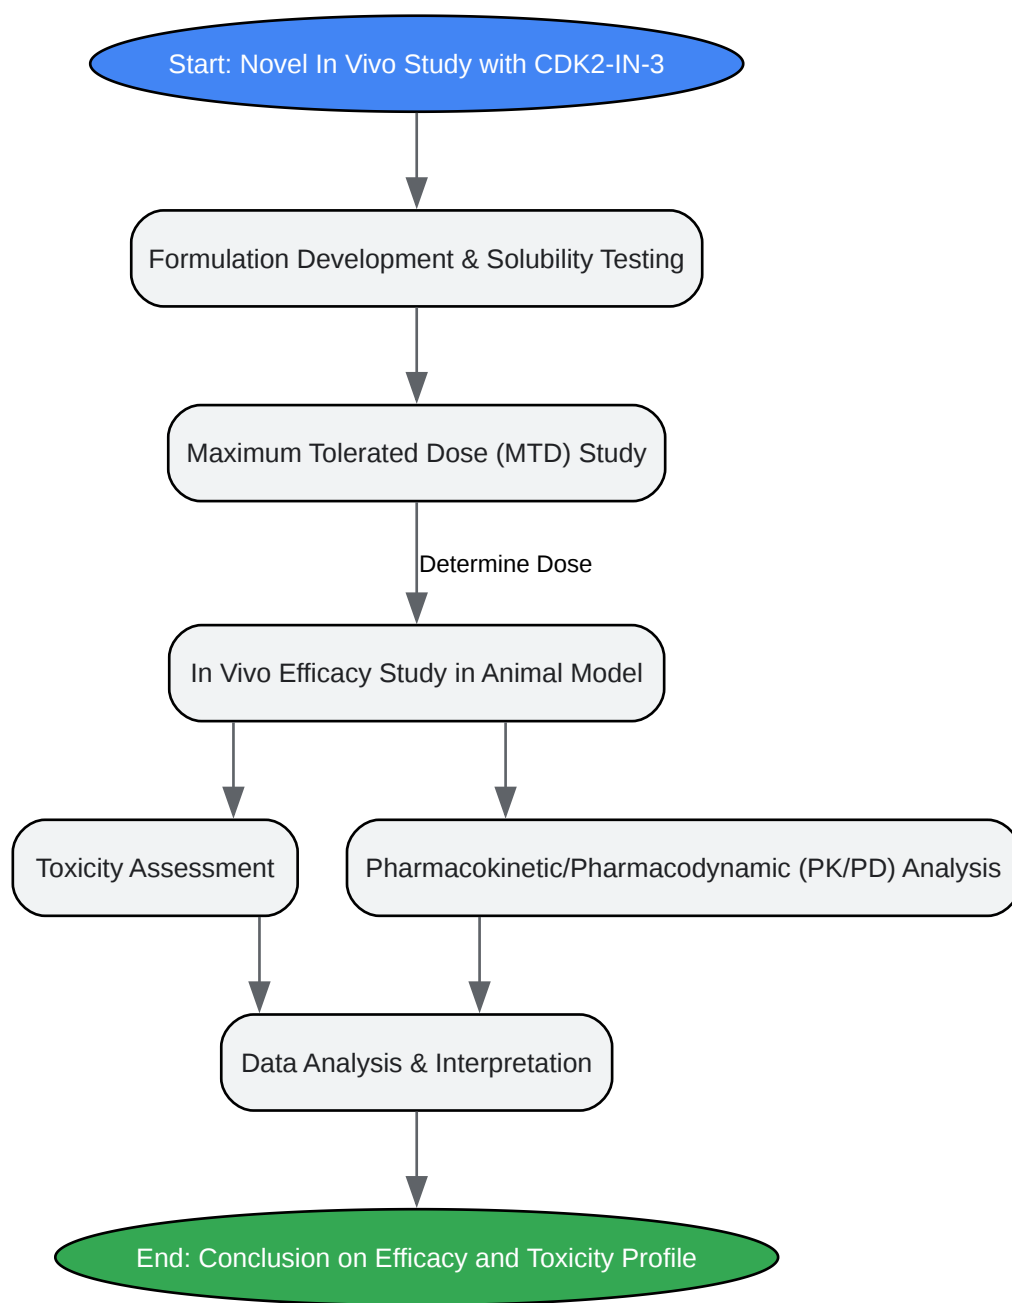 Start: Novel In Vivo Study with CDK2-IN-3
Formulation Development & Solubility Testing
Maximum Tolerated Dose (MTD) Study
Determine Dose
In Vivo Efficacy Study in Animal Model
Toxicity Assessment
Pharmacokinetic/Pharmacodynamic (PK/PD) Analysis
Data Analysis & Interpretation
End: Conclusion on Efficacy and Toxicity Profile